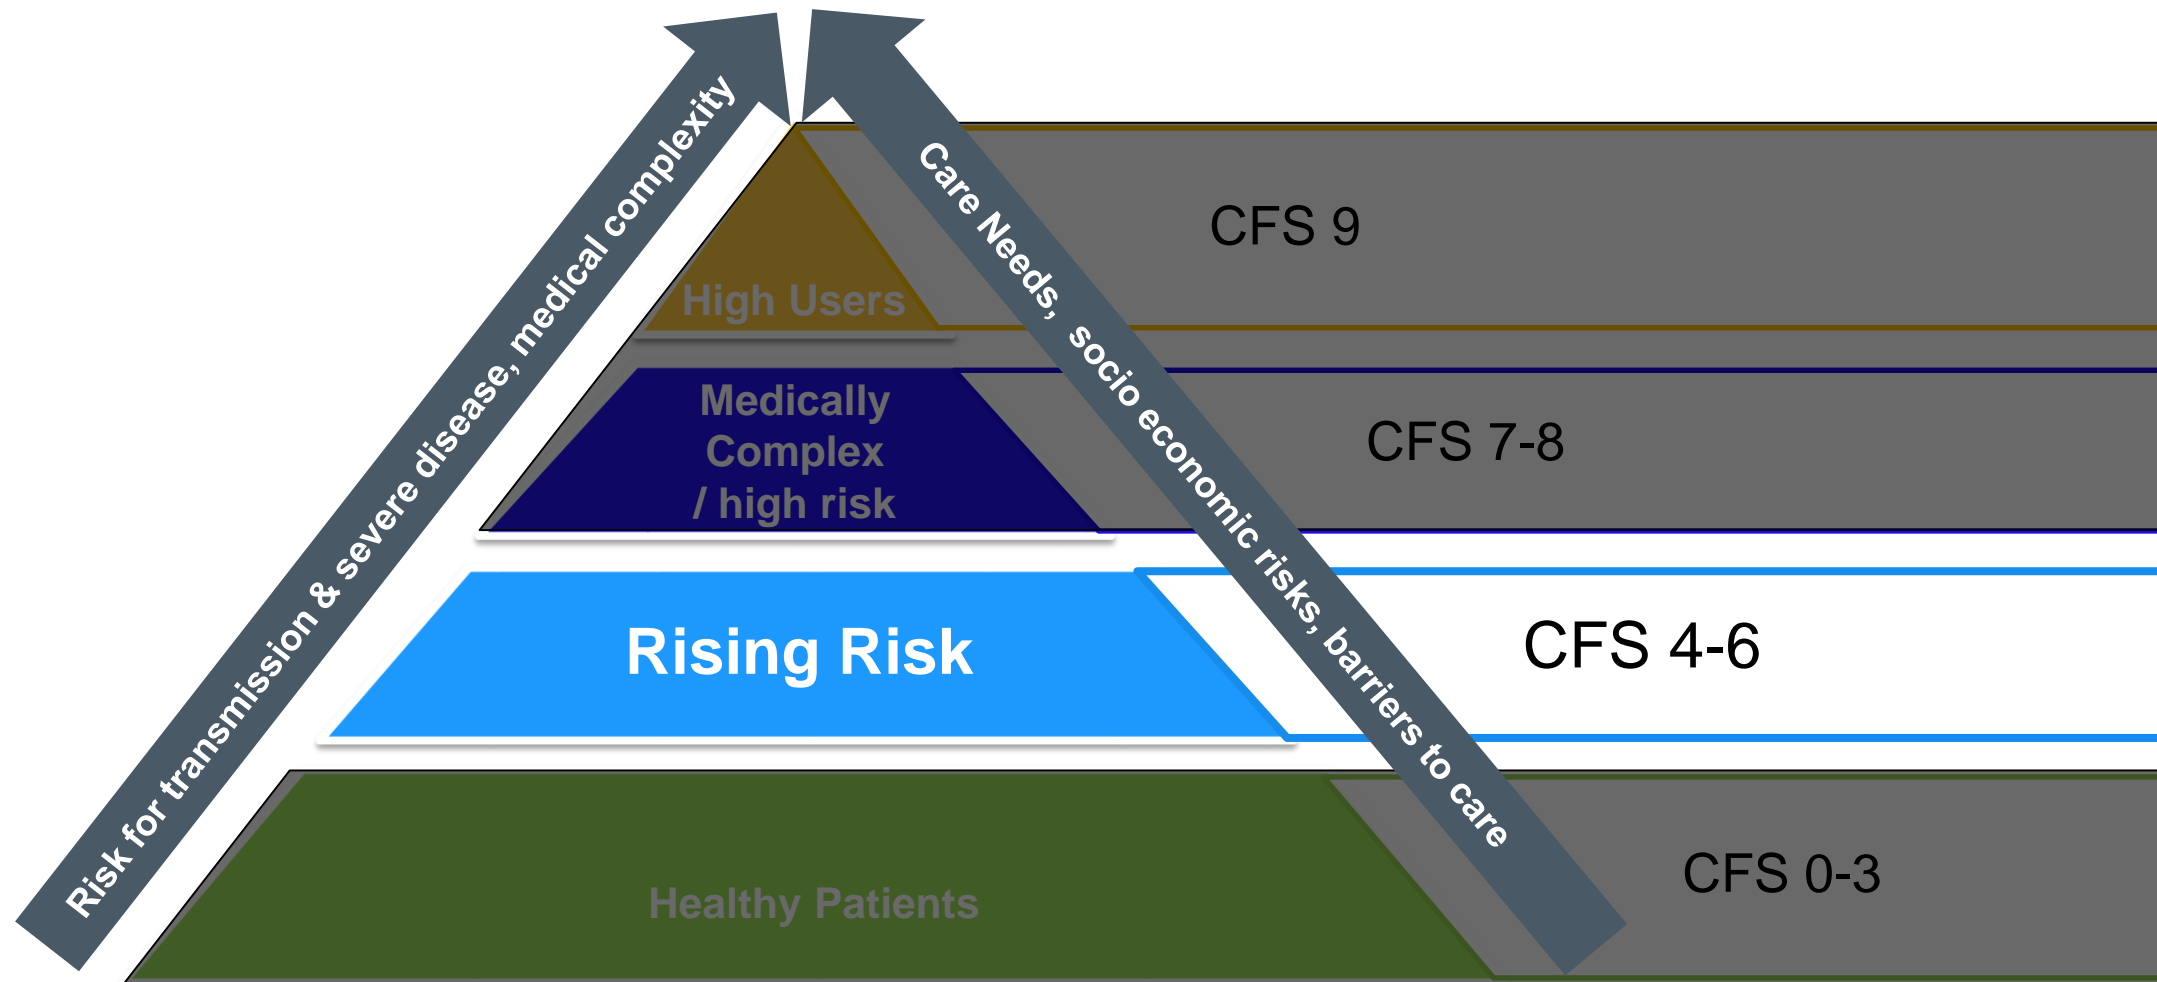 Risk for transmission & severe disease, medical complexity
Care Needs, socio economic risks, barriers to care
High Users
CFS 9
Medically
Complex
/ high risk
CFS 7-8
Rising Risk
CFS 4-6
Healthy Patients
CFS 0-3